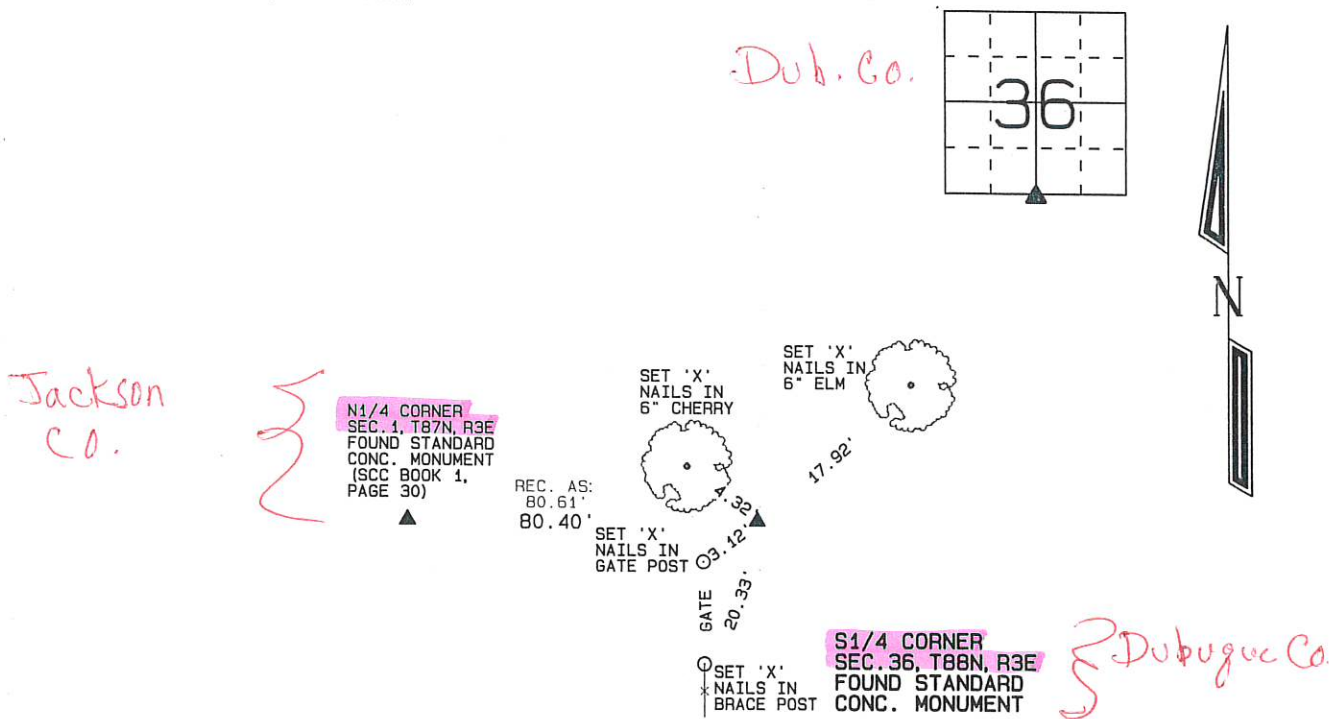 Dub. Co.
36
N
SET 'X'
NAILS IN
6" ELM
SET 'X'
NAILS IN
6" CHERRY
17.92'
Jackson
CO.
N1/4 CORNER
SEC. 1, T87N, R3E
FOUND STANDARD
CONC. MONUMENT
(SCC BOOK 1,
PAGE 30)
REC. AS:
80.61'
80.40'
4.32'
SET 'X'
NAILS IN
GATE POST
3.12'
GATE
20.33'
S1/4 CORNER
SEC. 36, T88N, R3E
FOUND STANDARD
CONC. MONUMENT
Dubuque Co.
SET 'X'
NAILS IN
BRACE POST